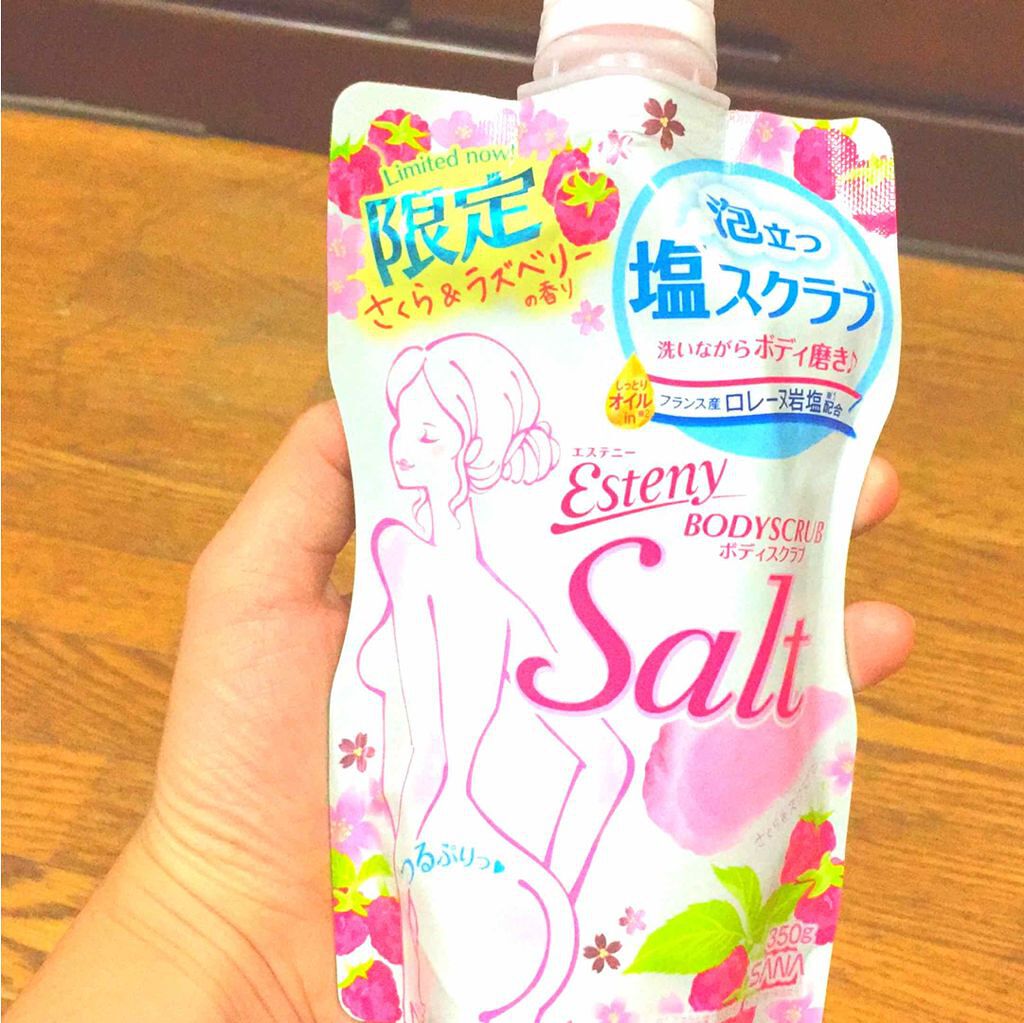 Limited now!
限定
さくら&ラズベリー
の香り
泡立つ
塩スクラブ
洗いながらボディ磨き♪
しっとり
オイル
in ※2
フランス産 ロレーヌ岩塩 ※1 配合
エステニー
Esteny
BODYSCRUB
ボディスクラブ
Salt
うるぷりっ♥
350g
SANA